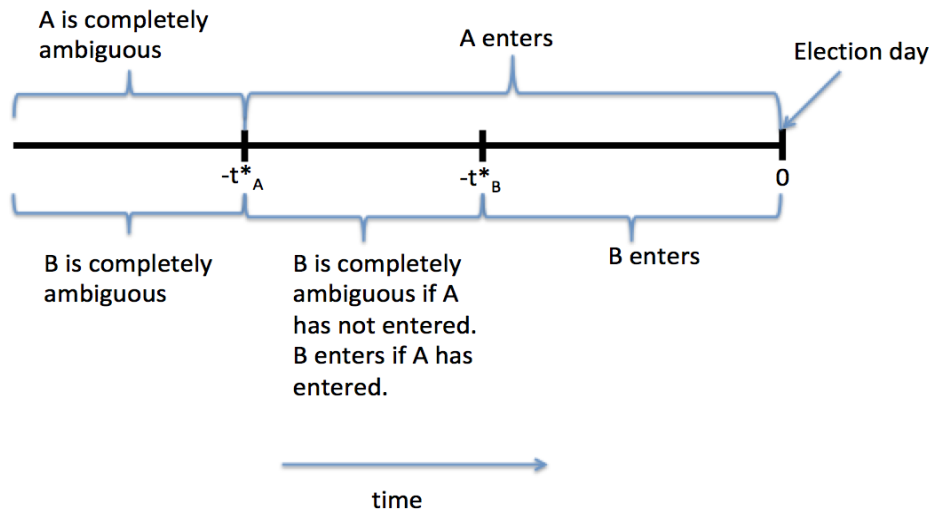 A is completely
ambiguous
A enters
Election day
-t*A
-t*B
0
B is completely
ambiguous
B is completely
ambiguous if A
has not entered.
B enters if A has
entered.
B enters
time